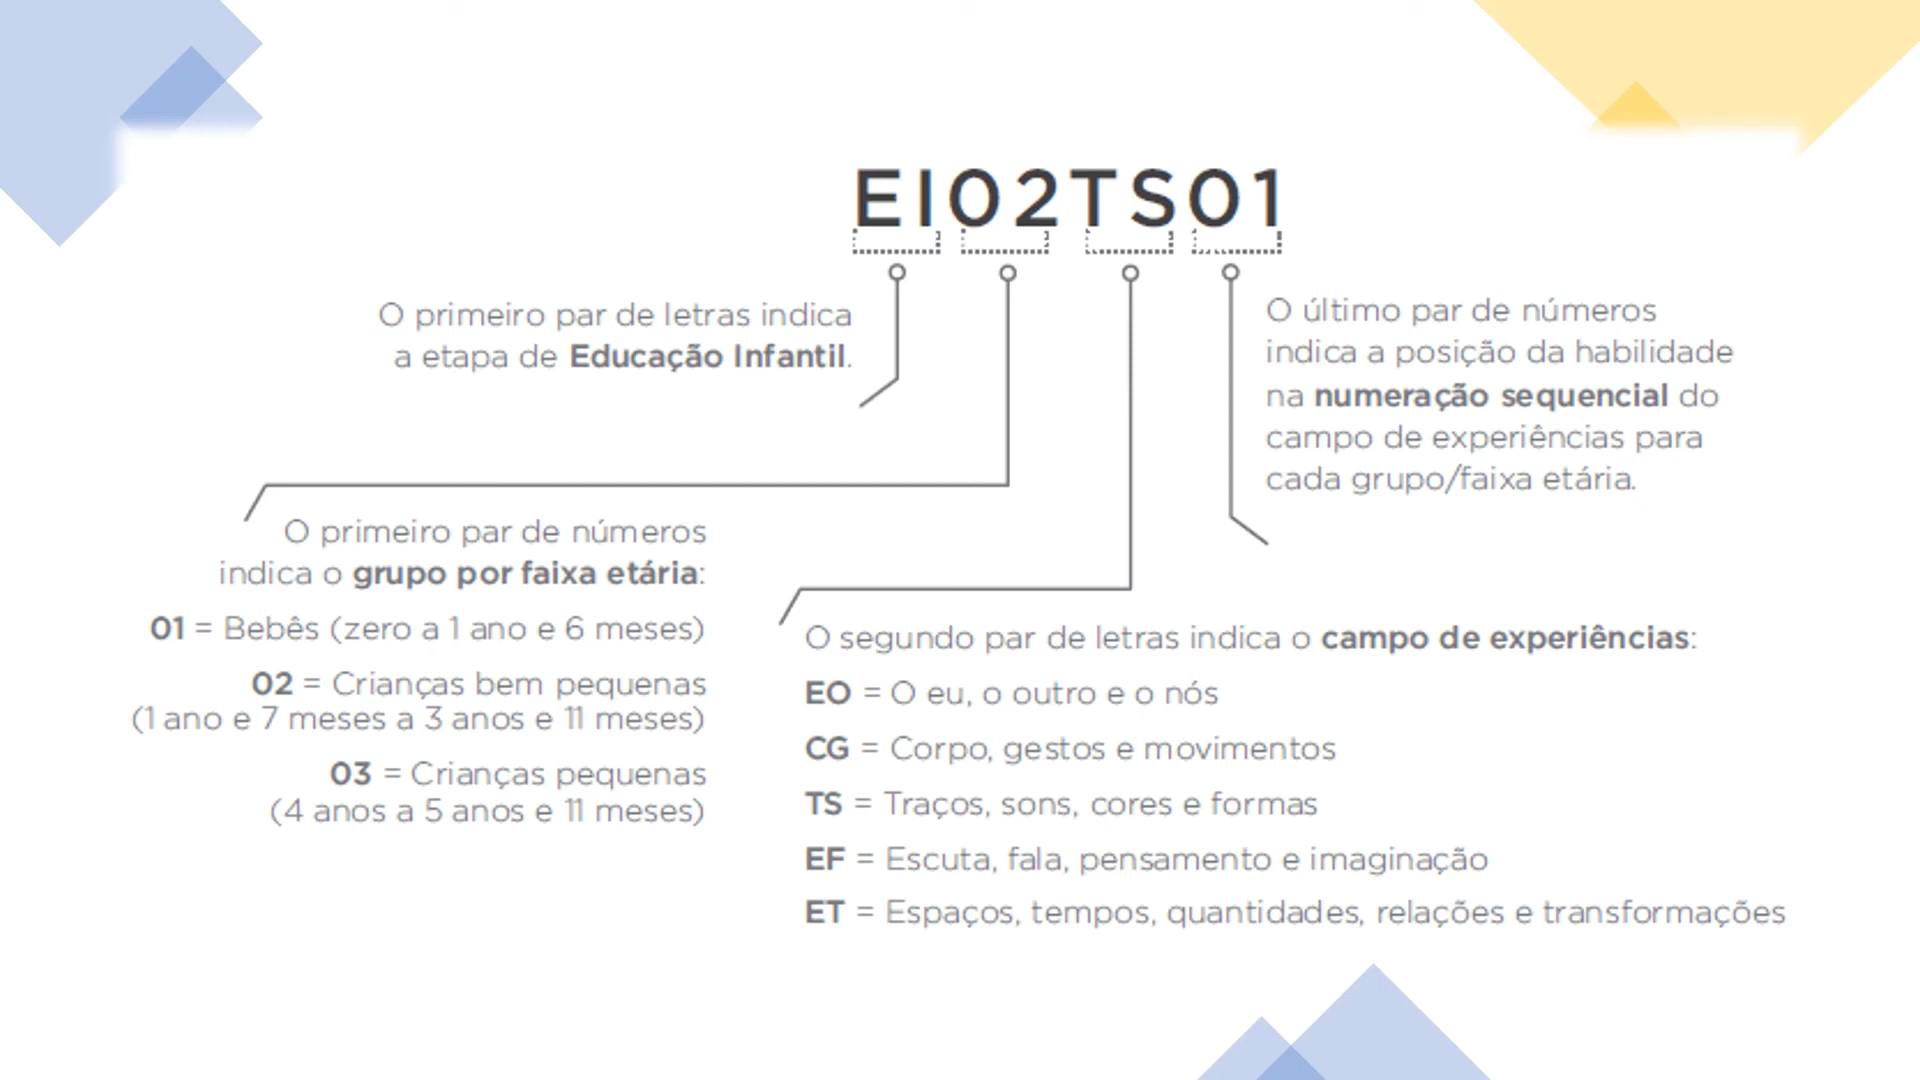 EI02TS01
O primeiro par de letras indica
a etapa de Educação Infantil.
O último par de números
indica a posição da habilidade
na numeração sequencial do
campo de experiências para
cada grupo/faixa etária.
O primeiro par de números
indica o grupo por faixa etária:
01 = Bebês (zero a 1 ano e 6 meses)
02 = Crianças bem pequenas
(1 ano e 7 meses a 3 anos e 11 meses)
03 = Crianças pequenas
(4 anos a 5 anos e 11 meses)
O segundo par de letras indica o campo de experiências:
EO = O eu, o outro e o nós
CG = Corpo, gestos e movimentos
TS = Traços, sons, cores e formas
EF = Escuta, fala, pensamento e imaginação
ET = Espaços, tempos, quantidades, relações e transformações